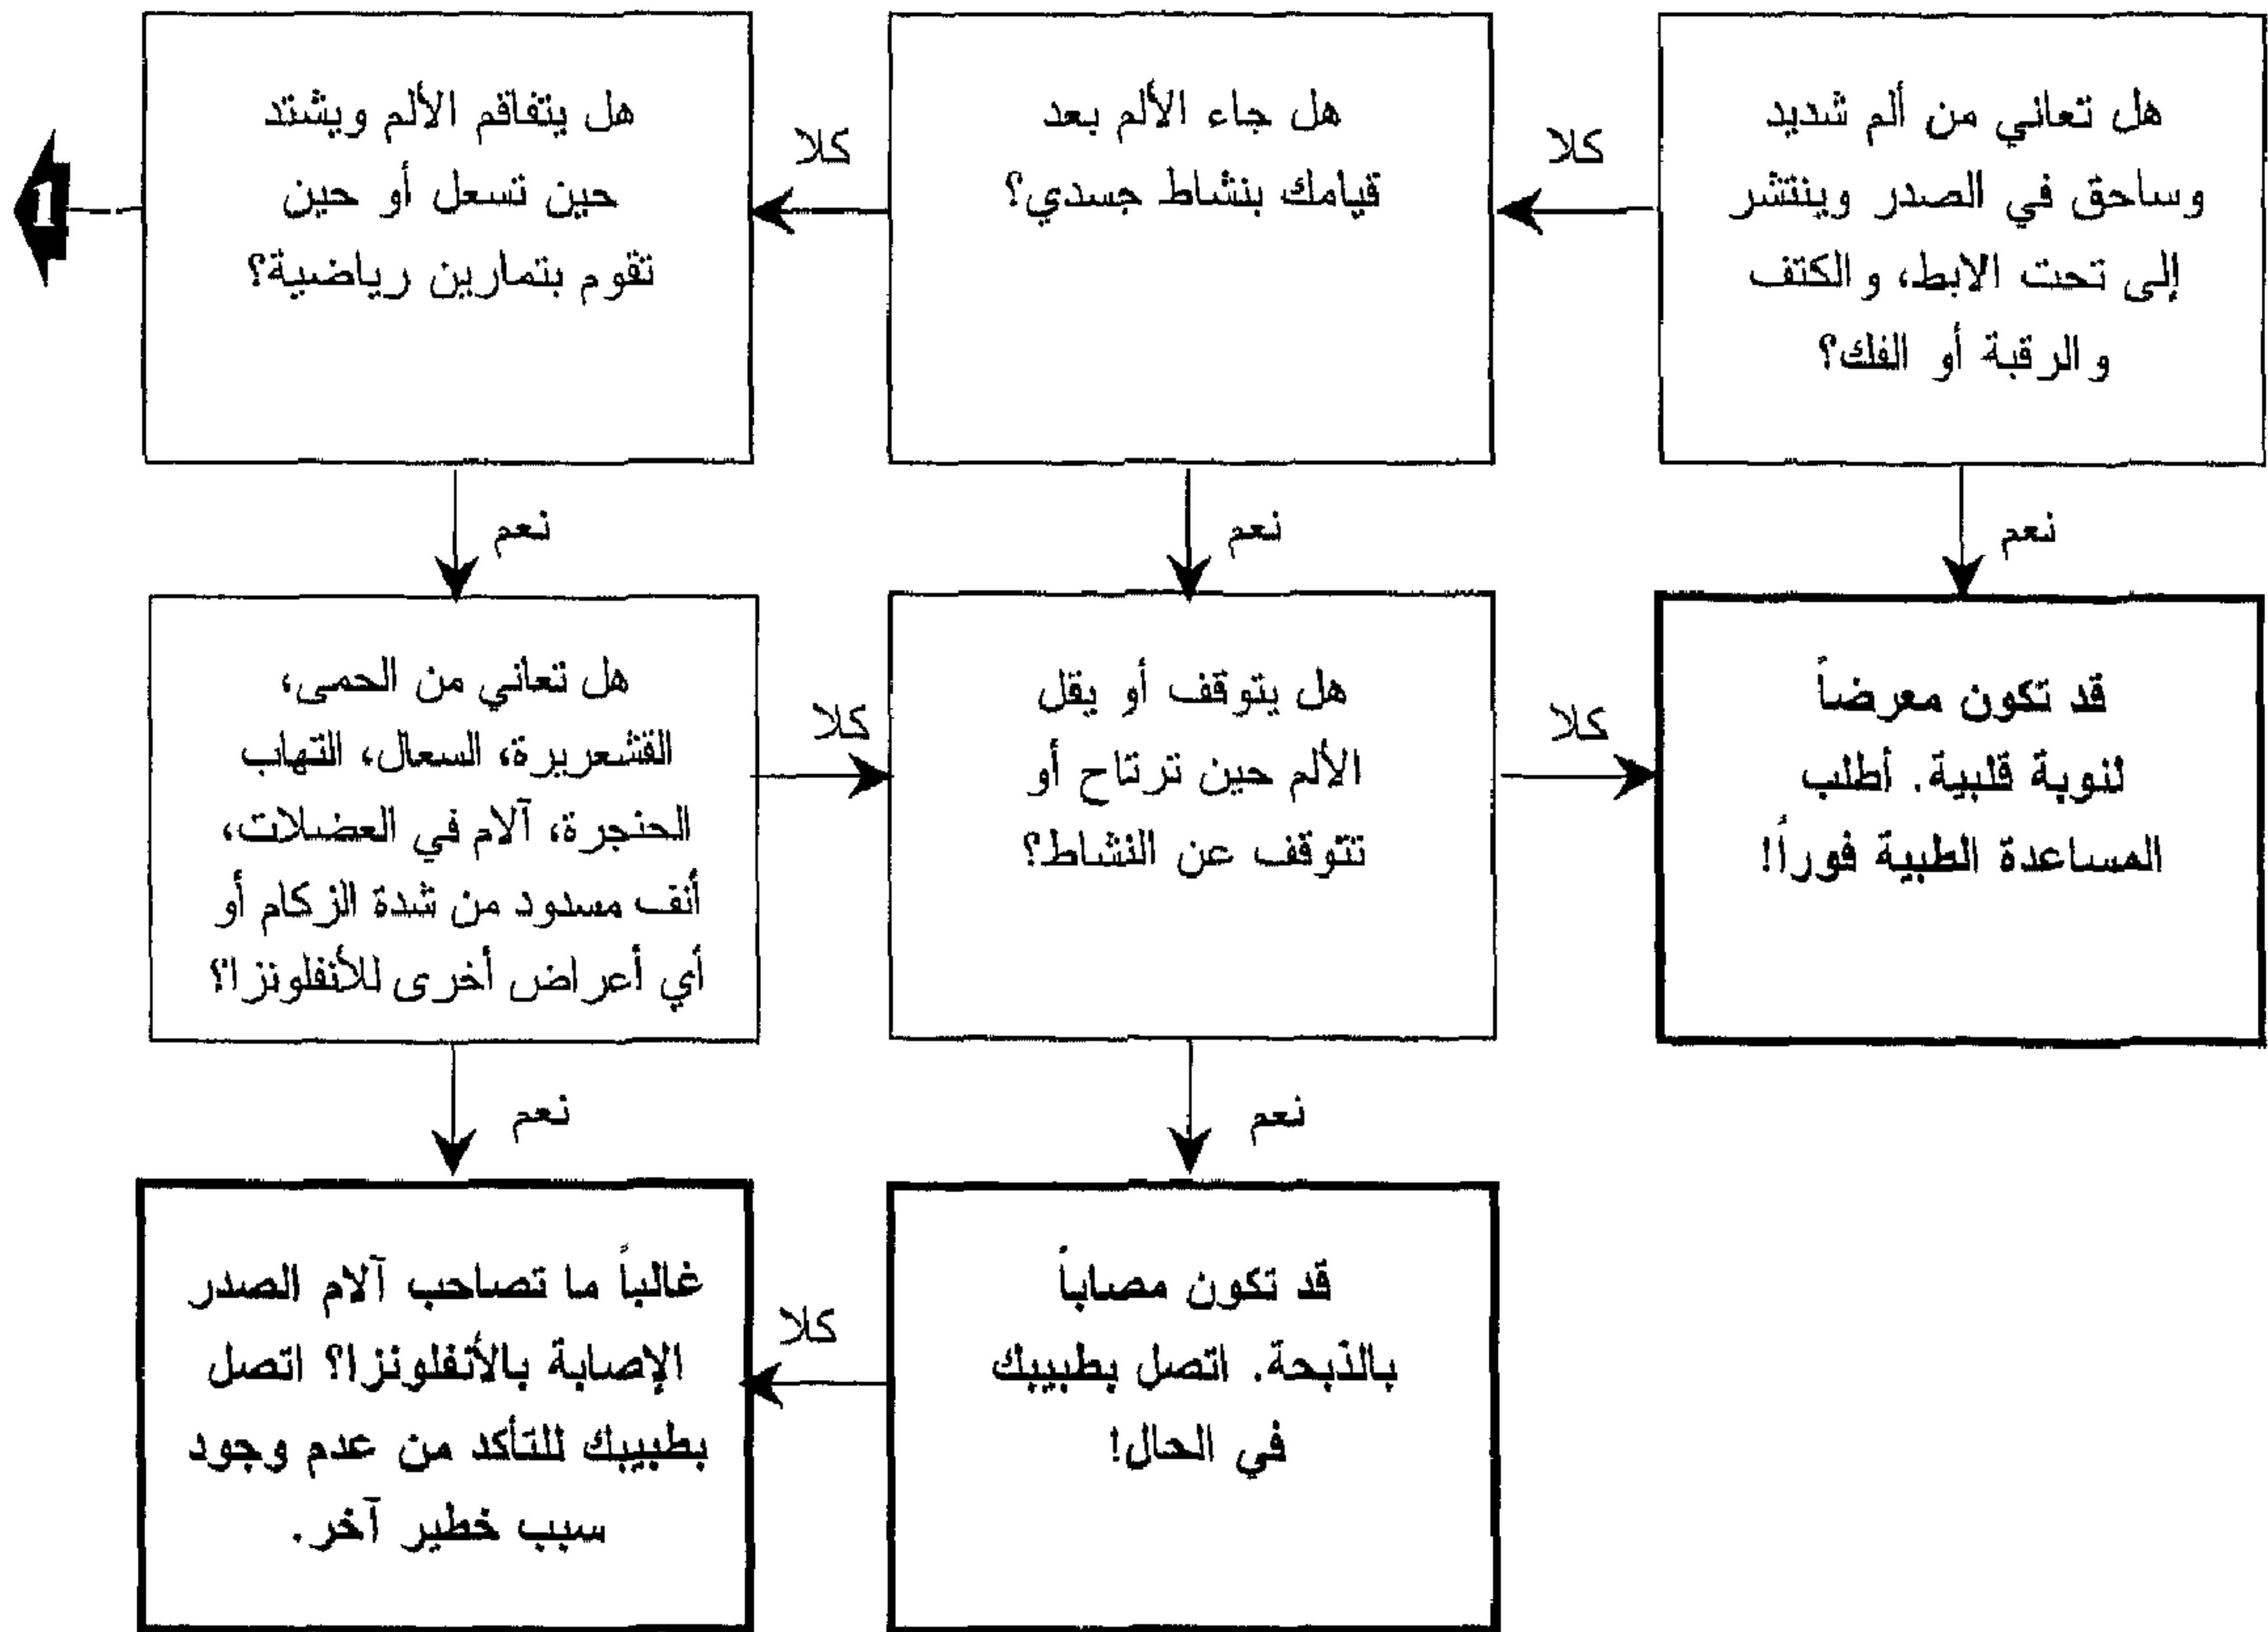 هل تعاني من ألم شديد
وساحق في الصدر وينتشر
إلى تحت الابط، والكتف
والرقبة أو الفك؟
كلا
هل جاء الألم بعد
قيامك بنشاط جسدي؟
كلا
هل يتفاقم الألم ويشتد
حين تسعل أو حين
تقوم بتمارين رياضية؟
1
نعم
نعم
نعم
قد تكون معرضاً
لنوبة قلبية. أطلب
المساعدة الطبية فوراً!
كلا
هل يتوقف أو يقل
الألم حين ترتاح أو
تتوقف عن النشاط؟
كلا
هل تعاني من الحمى،
القشعريرة، السعال، التهاب
الحنجرة، آلام في العضلات،
أنف مسدود من شدة الزكام أو
أي أعراض أخرى للأنفلونزا؟
نعم
نعم
قد تكون مصاباً
بالذبحة. اتصل بطبيبك
في الحال!
كلا
غالباً ما تصاحب آلام الصدر
الإصابة بالأنفلونزا؟ اتصل
بطبيبك للتأكد من عدم وجود
سبب خطير آخر.